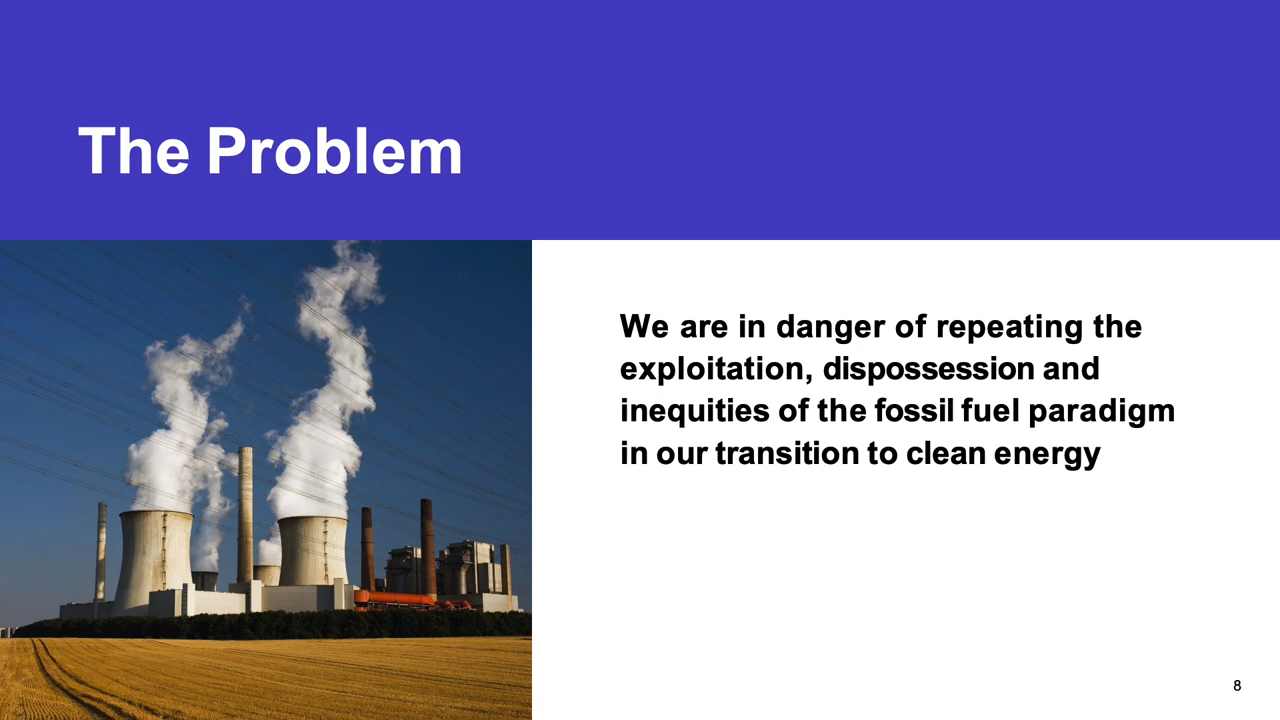 The Problem
We are in danger of repeating the
exploitation, dispossession and
inequities of the fossil fuel paradigm
in our transition to clean energy
8